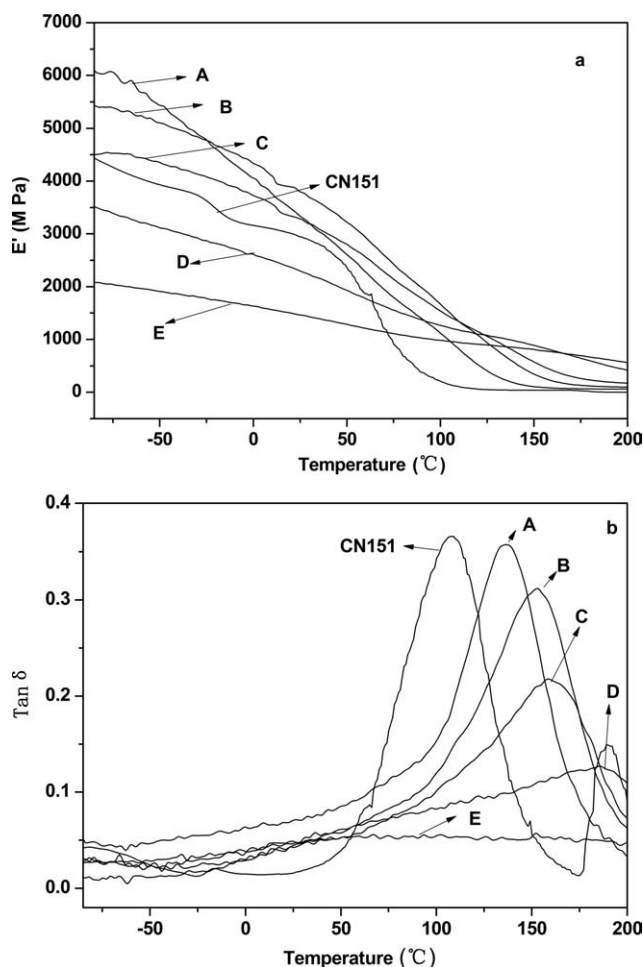 7000
6000
5000
4000
3000
2000
1000
0
E' (M Pa)
a
A
B
C
CN151
D
E
-50 0 50 100 150 200
Temperature (℃)
0.4
0.3
0.2
0.1
0.0
Tan δ
b
CN151
A
B
C
D
E
-50 0 50 100 150 200
Temperature (℃)